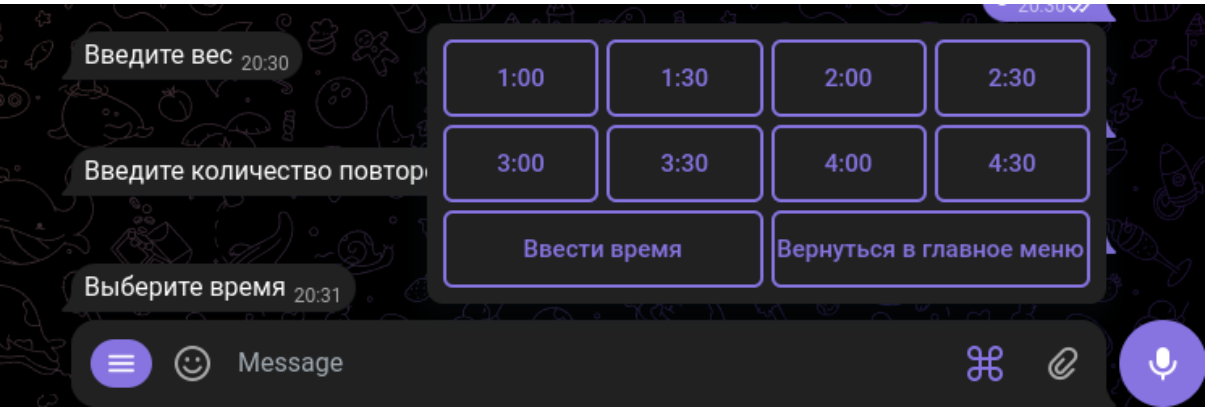 20:30
Введите вес 20:30
1:00 1:30 2:00 2:30
Введите количество
3:00 3:30 4:00 4:30
Ввести время Вернуться в главное меню
Выберите время 20:31
Message